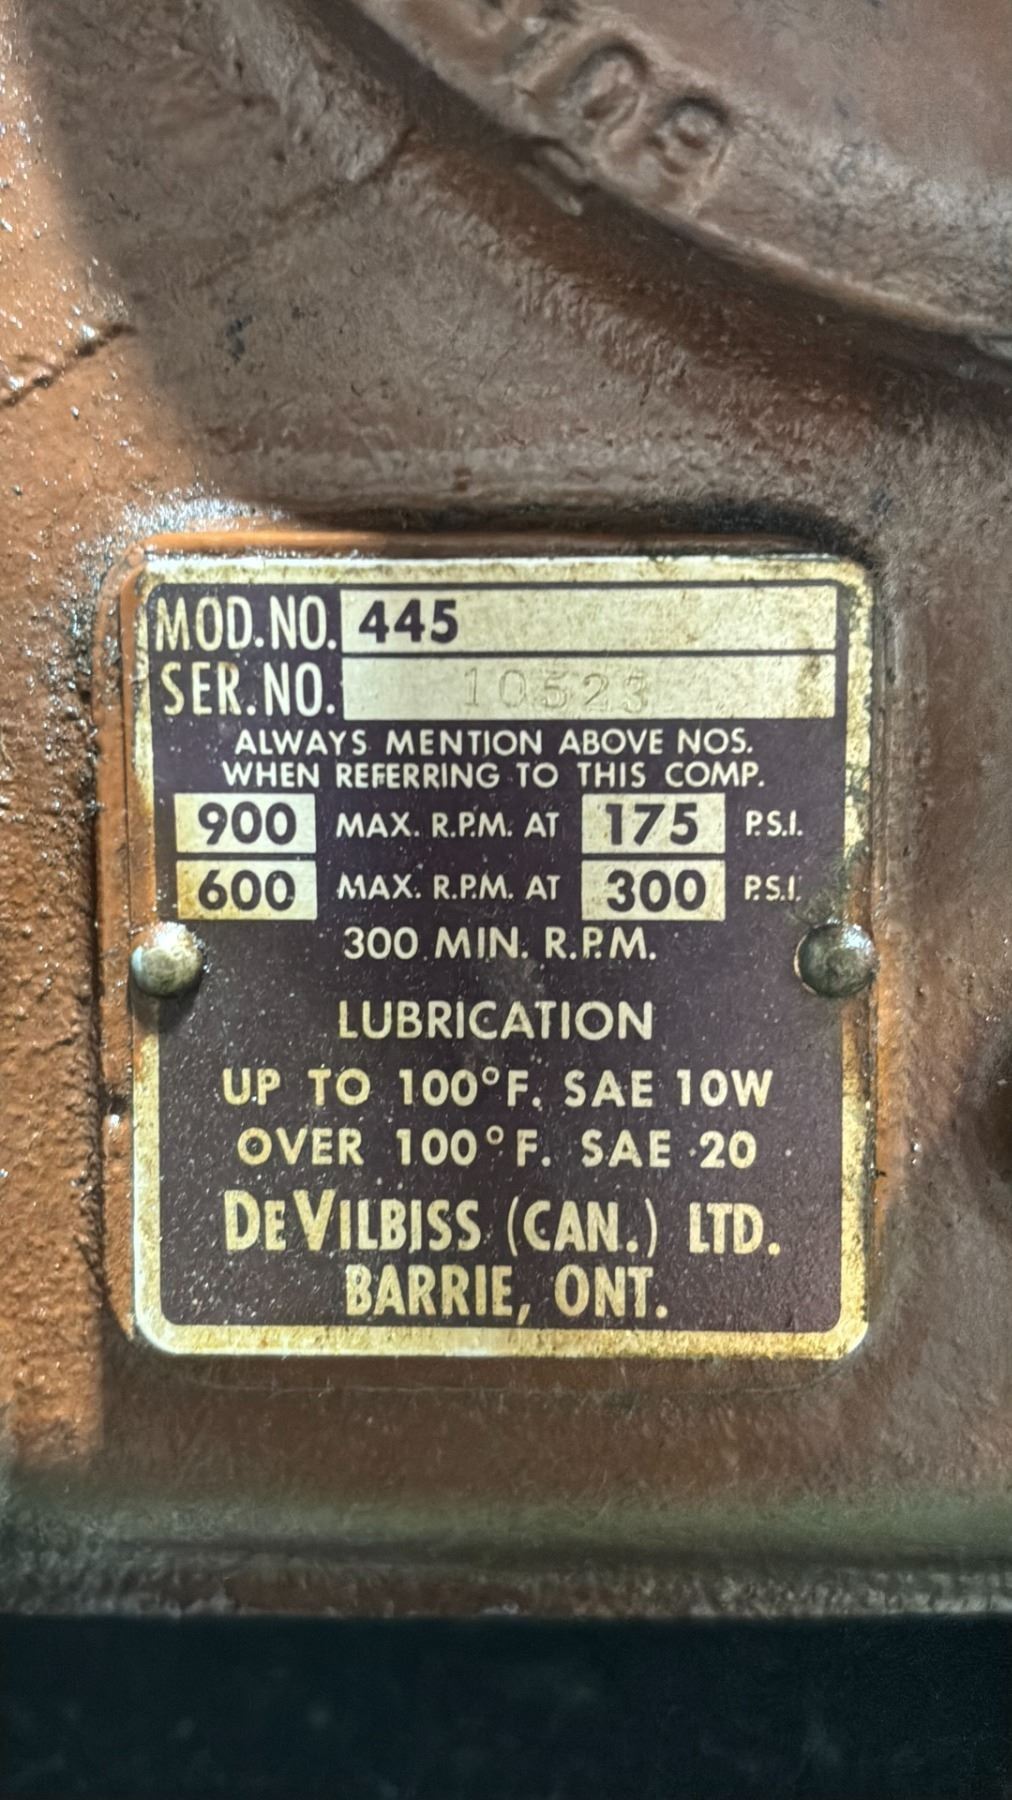 MOD. NO. 445
SER. NO. 10523
ALWAYS MENTION ABOVE NOS.
WHEN REFERRING TO THIS COMP.
900 MAX. R.P.M. AT 175 P.S.I.
600 MAX. R.P.M. AT 300 P.S.I.
300 MIN. R.P.M.
LUBRICATION
UP TO 100°F. SAE 10W
OVER 100°F. SAE 20
DEVILBISS (CAN.) LTD.
BARRIE, ONT.